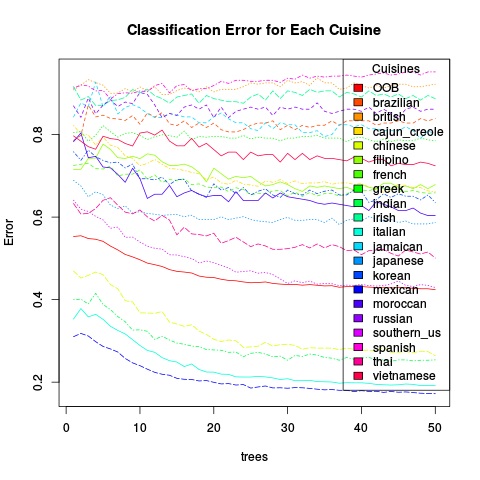 Classification Error for Each Cuisine
Cuisines
OOB
brazilian
british
cajun_creole
chinese
filipino
french
greek
indian
irish
italian
jamaican
japanese
korean
mexican
moroccan
russian
southern_us
spanish
thai
vietnamese
Error
0.8
0.6
0.4
0.2
0 10 20 30 40 50
trees